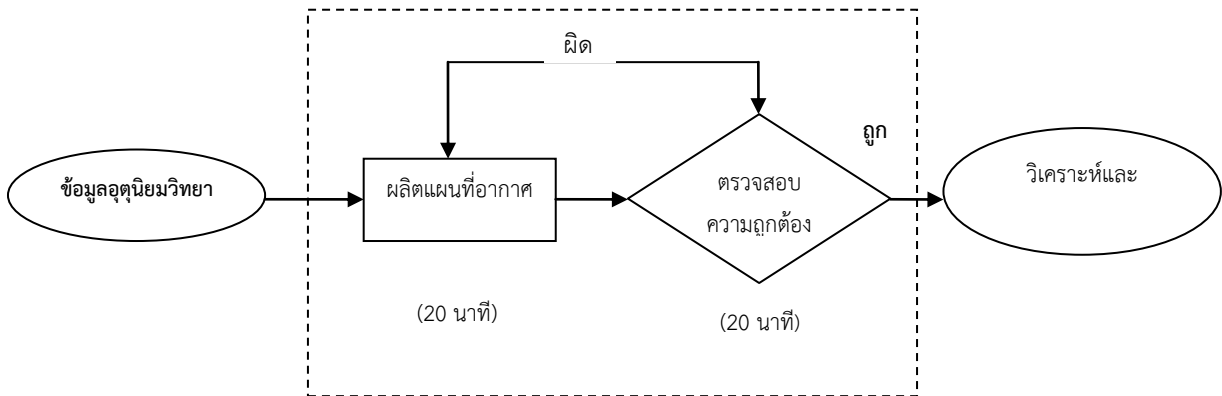 ผิด
ถูก
ข้อมูลอุตุนิยมวิทยา
ผลิตแผนที่อากาศ
ตรวจสอบ
ความถูกต้อง
วิเคราะห์และ
(20 นาที)
(20 นาที)